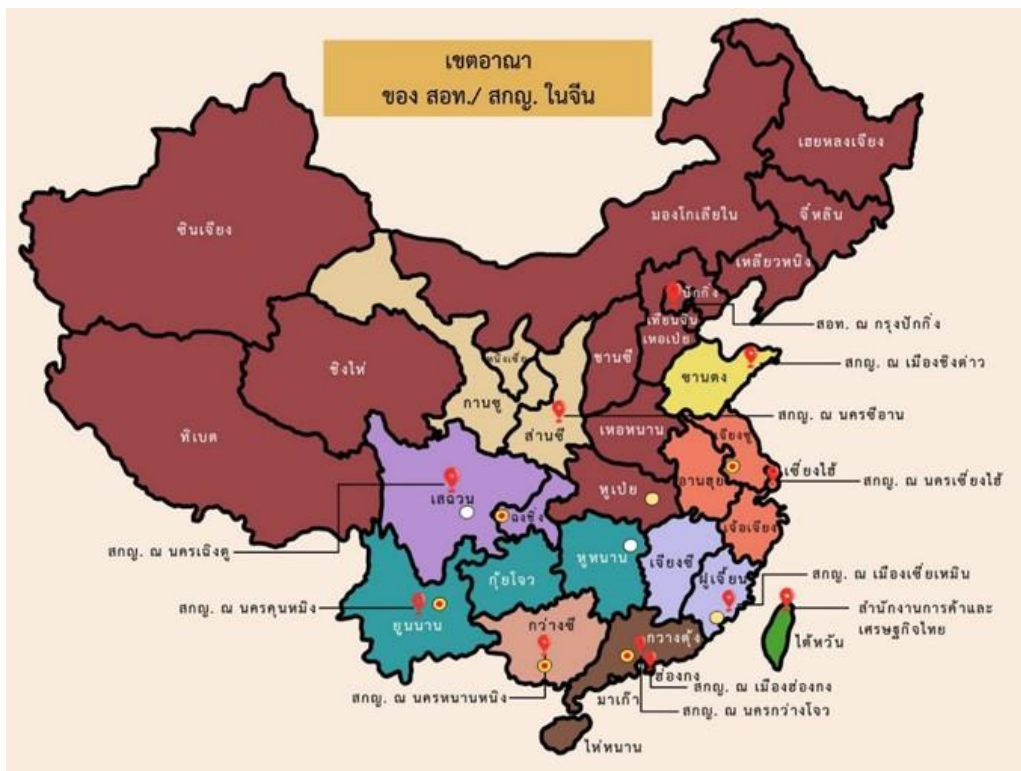 เขตอาณา
ของ สอท./ สกญ. ในจีน
เฮยหลงเจียง
มองโกเลียใน
จี๋หลิน
ซินเจียง
เหลียวหนิง
ปักกิ่ง
เทียนจิน
เหอเป่ย
สอท. ณ กรุงปักกิ่ง
หนิงเซี่ย
ชานซี
สกญ. ณ เมืองชิงต่าว
ชิงไห่
ซานตง
กานซู
สกญ. ณ นครซีอาน
ทิเบต
ส่านซี
เหอหนาน
เจียงซู
เซี่ยงไฮ้
สกญ. ณ นครเซี่ยงไฮ้
อานฮุย
หูเป่ย
เสฉวน
ฉงชิ่ง
เจ้อเจียง
สกญ. ณ นครเฉิงตู
หูหนาน
เจียงซี
ฝูเจี้ยน
สกญ. ณ เมืองเซี่ยเหมิน
กุ้ยโจว
สกญ. ณ นครคุนหมิง
ยูนนาน
สำนักงานการค้าและ
เศรษฐกิจไทย
กว่างซี
กวางตุ้ง
ไต้หวัน
ฮ่องกง
สกญ. ณ เมืองฮ่องกง
สกญ. ณ นครหนานหนิง
มาเก๊า
สกญ. ณ นครกว่างโจว
ไห่หนาน